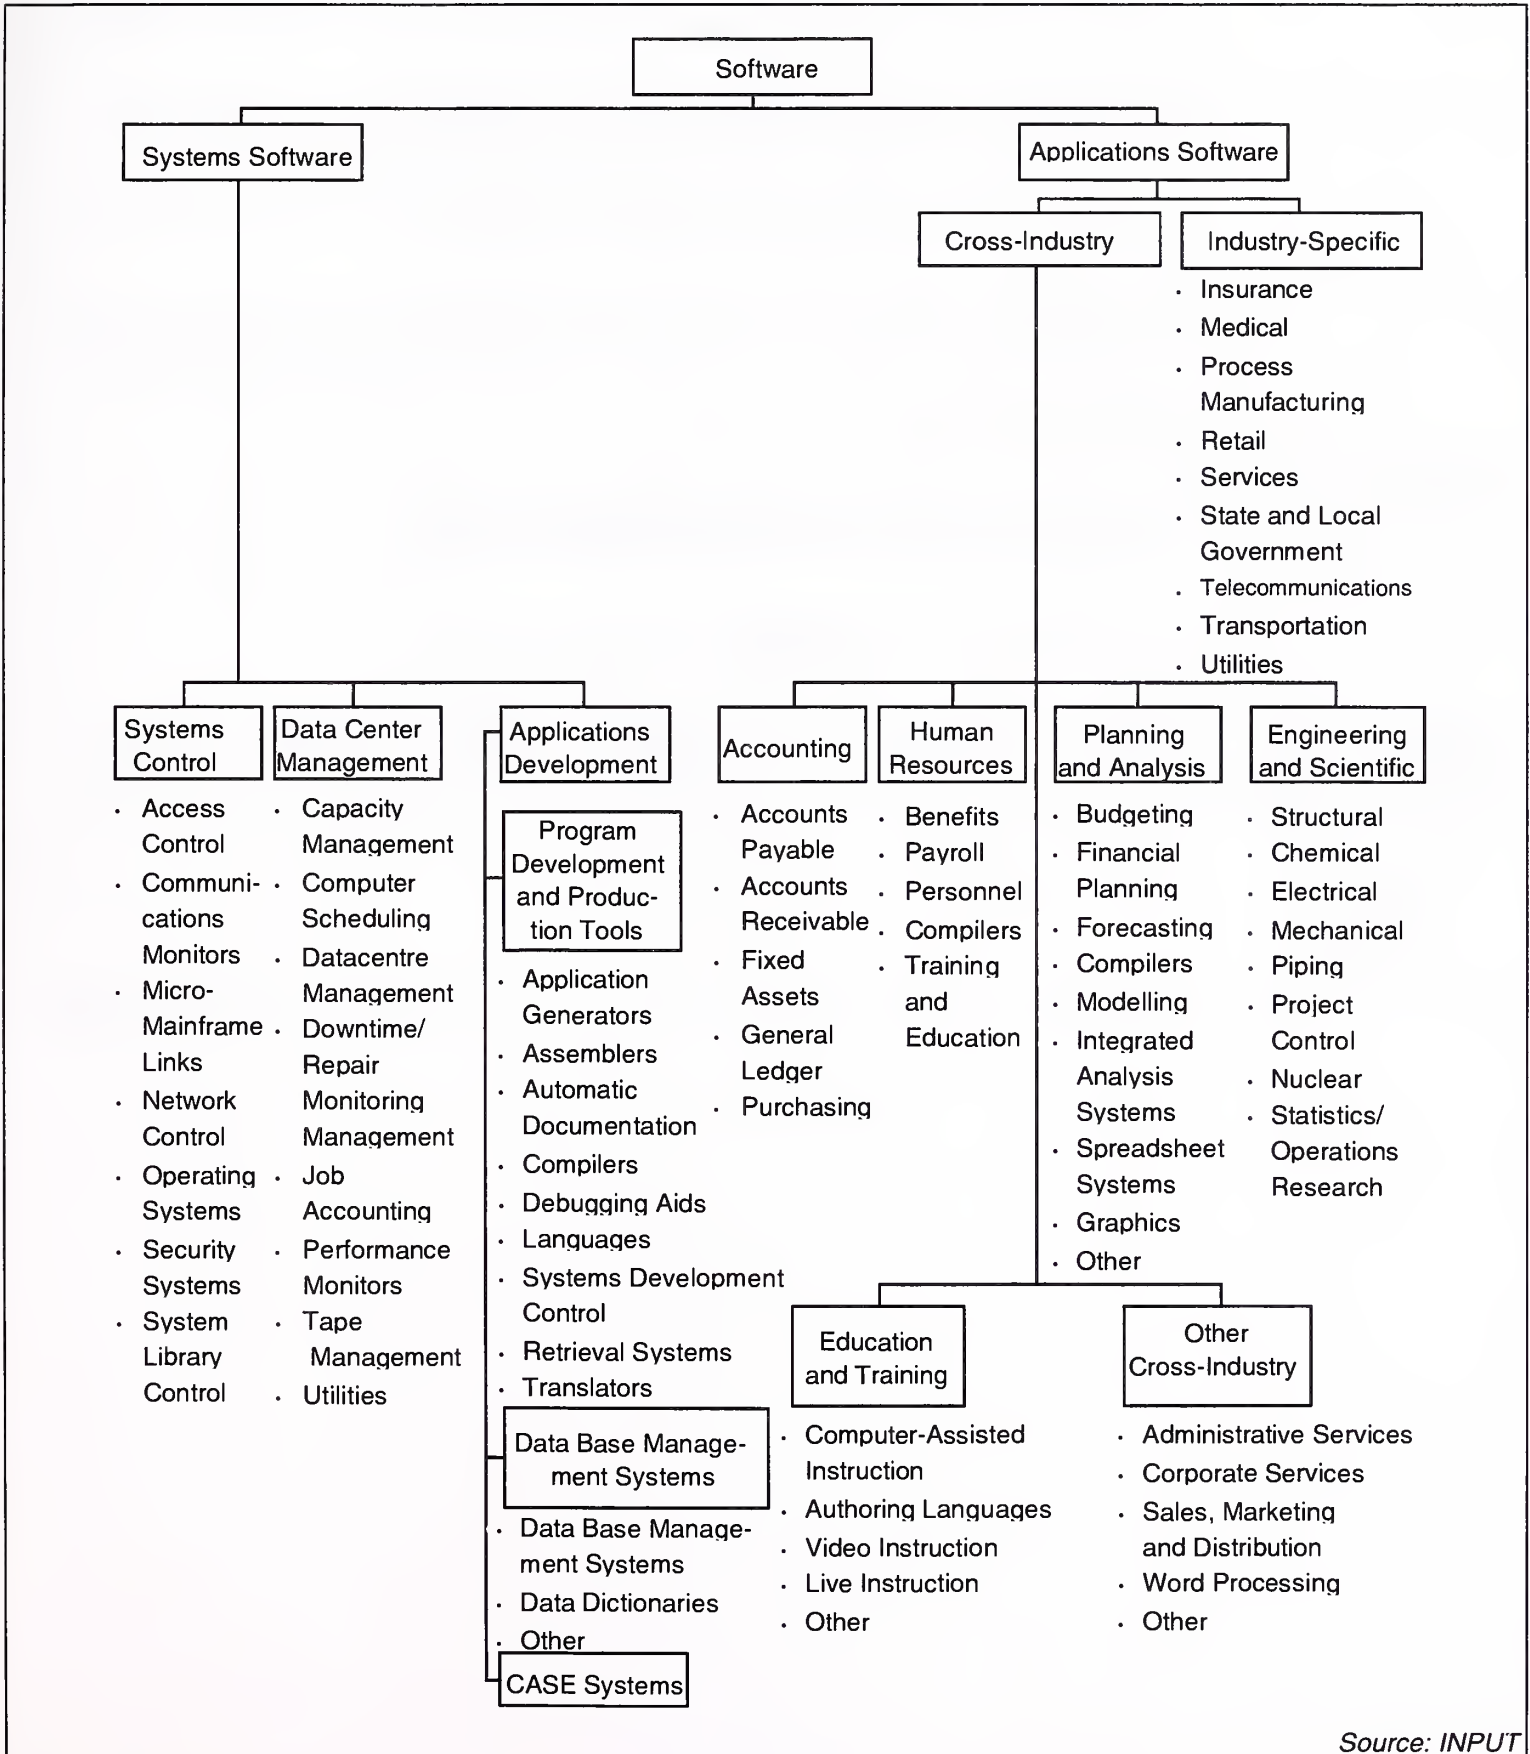 Software
Systems Software
Applications Software
Cross-Industry
Industry-Specific
· Insurance
· Medical
· Process
Manufacturing
· Retail
· Services
· State and Local
Government
· Telecommunications
· Transportation
· Utilities
Systems
Control
· Access
Control
· Communi-
cations
Monitors
· Micro-
Mainframe
Links
· Network
Control
· Operating
Systems
· Security
Systems
· System
Library
Control
Data Center
Management
· Capacity
Management
· Computer
Scheduling
· Datacentre
Management
· Downtime/
Repair
Monitoring
Management
· Job
Accounting
· Performance
Monitors
· Tape
Management
· Utilities
Applications
Development
Program
Development
and Produc-
tion Tools
· Application
Generators
· Assemblers
· Automatic
Documentation
· Compilers
· Debugging Aids
· Languages
· Systems Development
Control
· Retrieval Systems
· Translators
Data Base Manage-
ment Systems
· Data Base Manage-
ment Systems
· Data Dictionaries
· Other
CASE Systems
Accounting
· Accounts
Payable
· Accounts
Receivable
· Fixed
Assets
· General
Ledger
· Purchasing
Human
Resources
· Benefits
· Payroll
· Personnel
· Compilers
· Training
and
Education
Planning
and Analysis
· Budgeting
· Financial
Planning
· Forecasting
· Compilers
· Modelling
· Integrated
Analysis
Systems
· Spreadsheet
Systems
· Graphics
· Other
Engineering
and Scientific
· Structural
· Chemical
· Electrical
· Mechanical
· Piping
· Project
Control
· Nuclear
· Statistics/
Operations
Research
Education
and Training
· Computer-Assisted
Instruction
· Authoring Languages
· Video Instruction
· Live Instruction
· Other
Other
Cross-Industry
· Administrative Services
· Corporate Services
· Sales, Marketing
and Distribution
· Word Processing
· Other
Source: INPUT